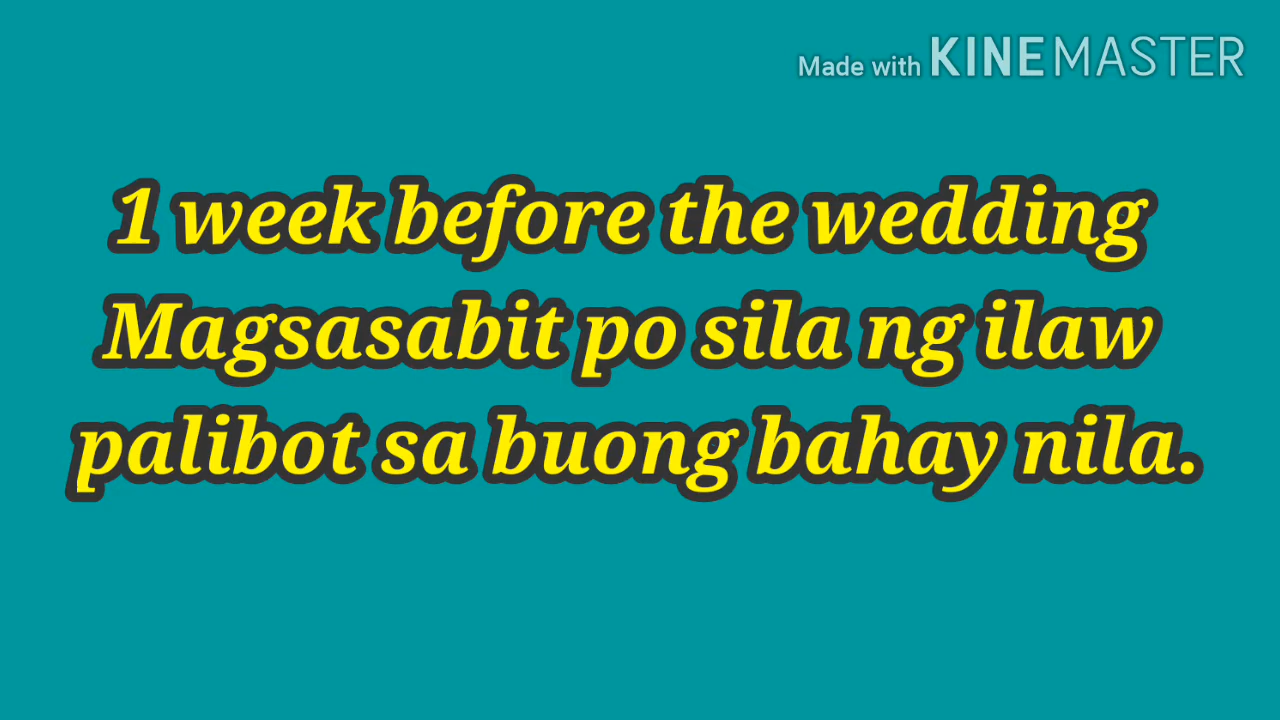 Made with KINEMASTER
1 week before the wedding
Magsasabit po sila ng ilaw
palibot sa buong bahay nila.